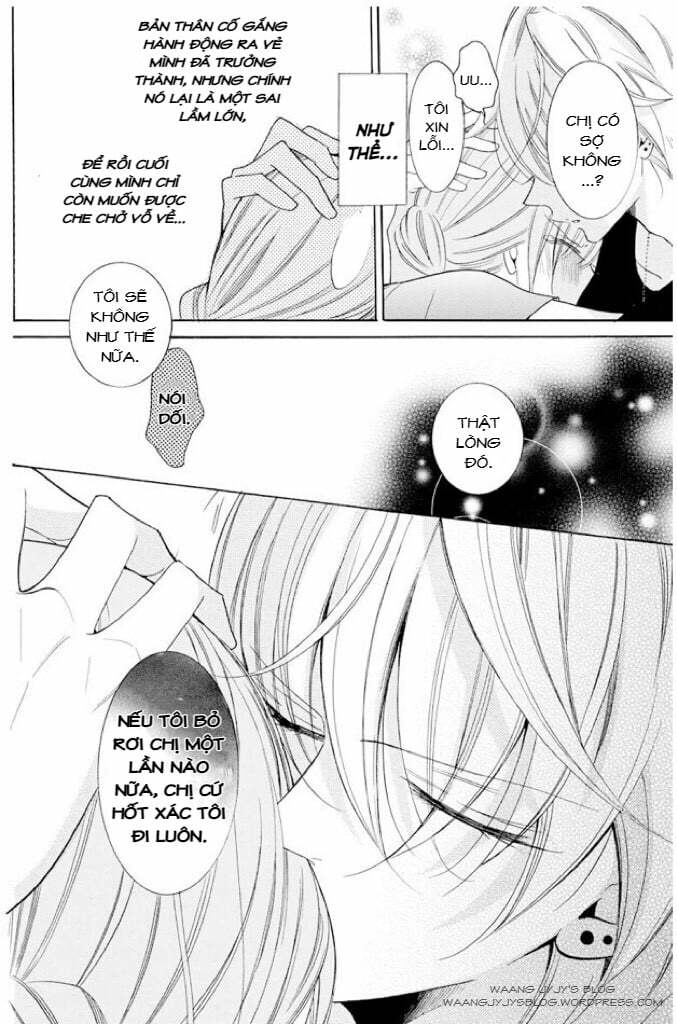 CHỊ CÓ
SỢ
KHÔNG
...?
UU...
TÔI
XIN
LỖI...
NHƯ
THỂ...
BẢN THÂN CỐ GẮNG
HÀNH ĐỘNG RA VẺ
MÌNH ĐÃ TRƯỞNG
THÀNH, NHƯNG CHÍNH
NÓ LẠI LÀ MỘT SAI
LẦM LỚN,
ĐỂ RỒI CUỐI
CÙNG MÌNH CHỈ
CÒN MUỐN ĐƯỢC
CHE CHỞ VỖ VỀ...
TÔI SẼ
KHÔNG
NHƯ THẾ
NỮA.
NÓI
DỐI.
THẬT
LÒNG
ĐÓ.
NẾU TÔI BỎ
RƠI CHỊ MỘT
LẦN NÀO
NỮA, CHỊ CỨ
HỐT XÁC TÔI
ĐI LUÔN.
WAANG JYJY'S BLOG
WAANGJYJYSBLOG.WORDPRESS.COM